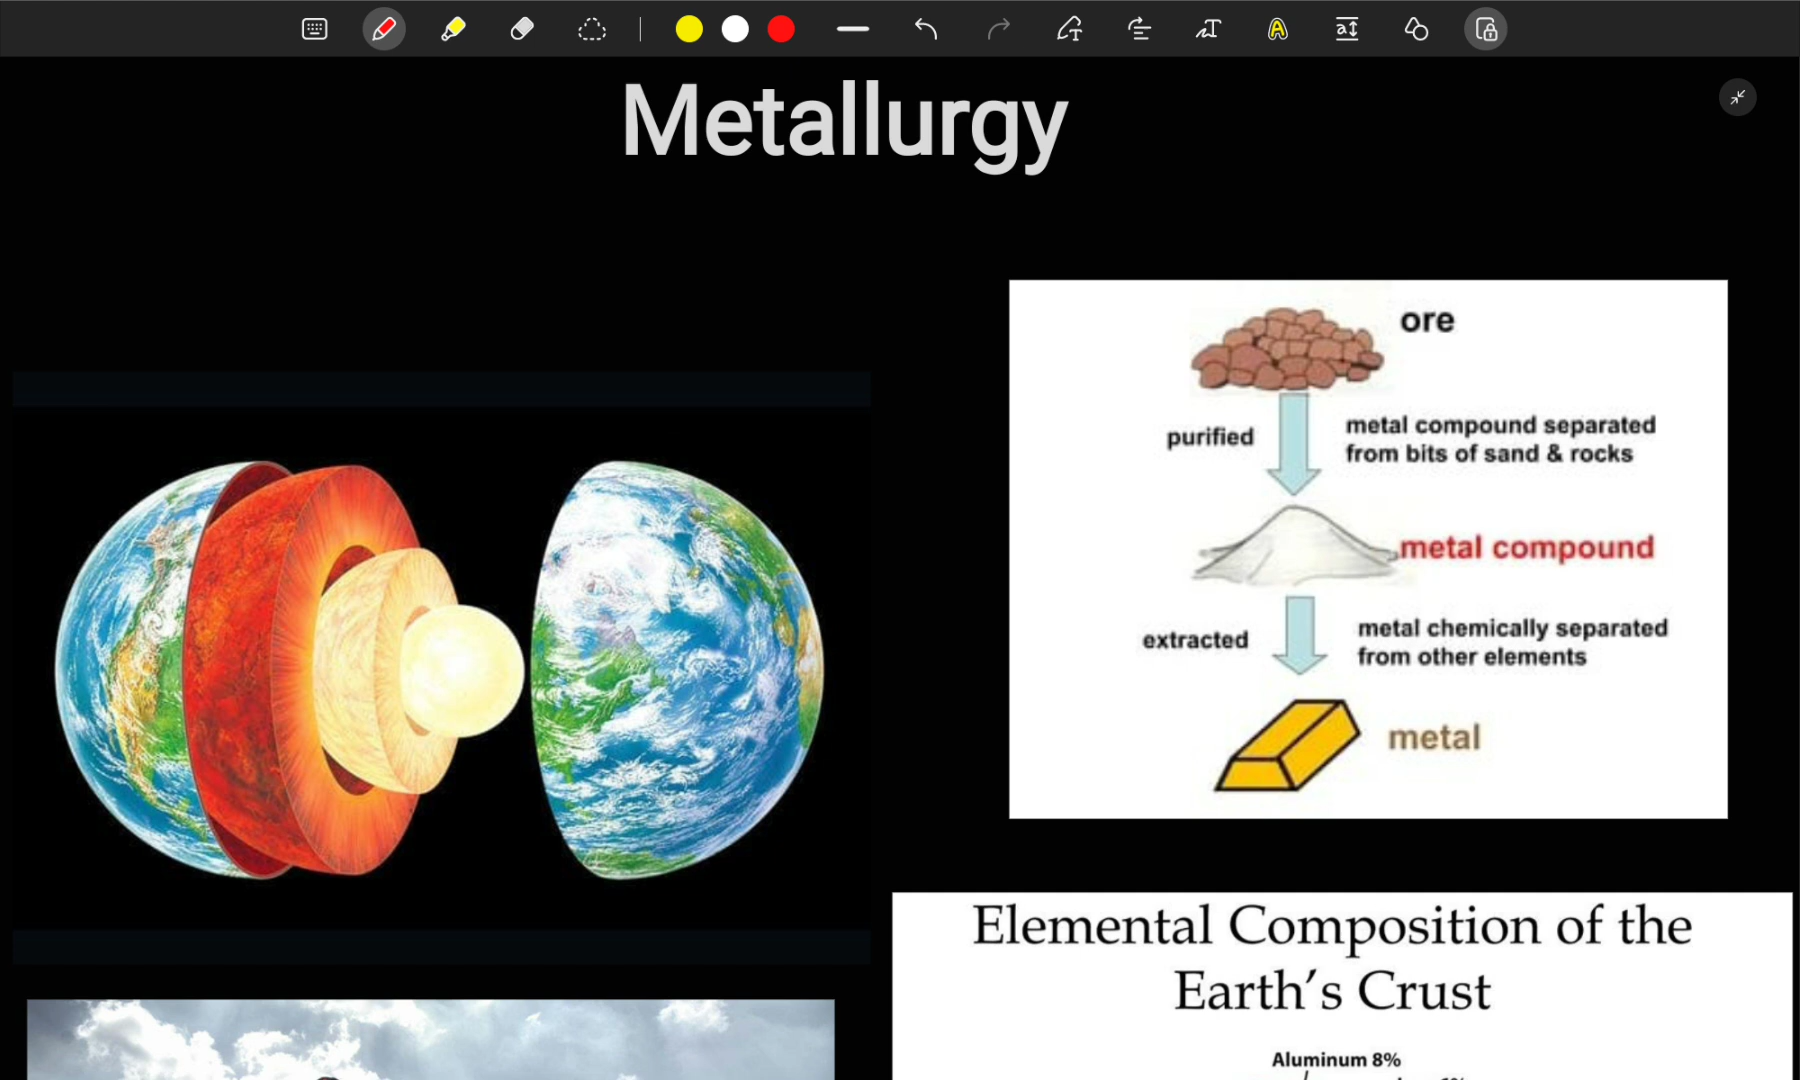 Metallurgy
ore
purified
metal compound separated
from bits of sand & rocks
metal compound
extracted
metal chemically separated
from other elements
metal
Elemental Composition of the
Earth's Crust
Aluminum 8%